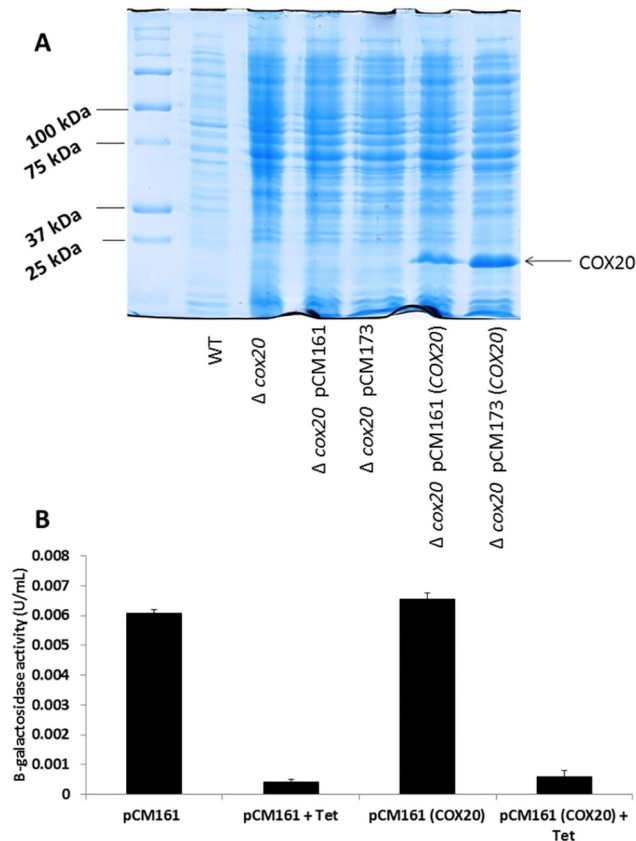 A
100 kDa
75 kDa
37 kDa
25 kDa
COX20
WT
Δ cox20
Δ cox20 pCM161
Δ cox20 pCM173
Δ cox20 pCM161 (COX20)
Δ cox20 pCM173 (COX20)
B
B-galactosidase activity (U/mL)
0.008
0.007
0.006
0.005
0.004
0.003
0.002
0.001
0
pCM161
pCM161 + Tet
pCM161 (COX20)
pCM161 (COX20) +
Tet